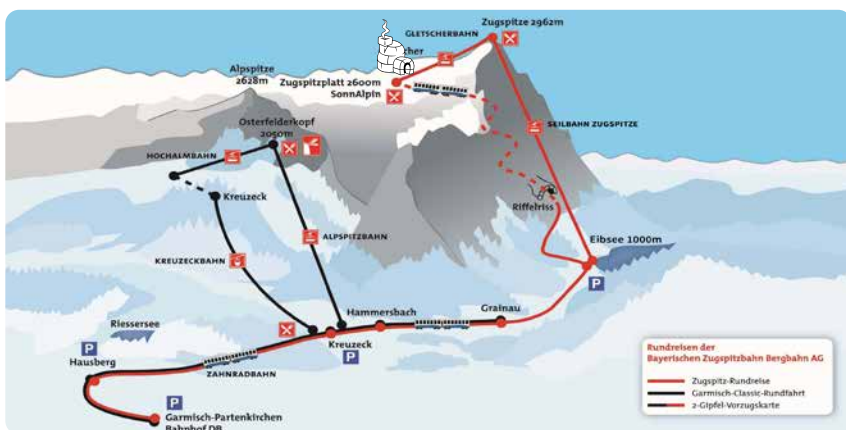 Zugspitze 2962m
GLETSCHERBAHN
Zugspitzplatt 2600m
SonnAlpin
Alpspitze
2628m
SEILBAHN ZUGSPITZE
Osterfelderkopf
2050m
HOCHALMBAHN
Kreuzeck
Riffelriss
ALPSPITZBAHN
Eibsee 1000m
KREUZECKBAHN
P
Hammersbach
Grainau
Riessersee
P
Kreuzeck
P
Hausberg
ZAHNRADBAHN
P
Garmisch-Partenkirchen
Bahnhof DB
Rundreisen der
Bayerischen Zugspitzbahn Bergbahn AG
Zugspitz-Rundreise
Garmisch-Classic-Rundfahrt
2-Gipfel-Vorzugskarte